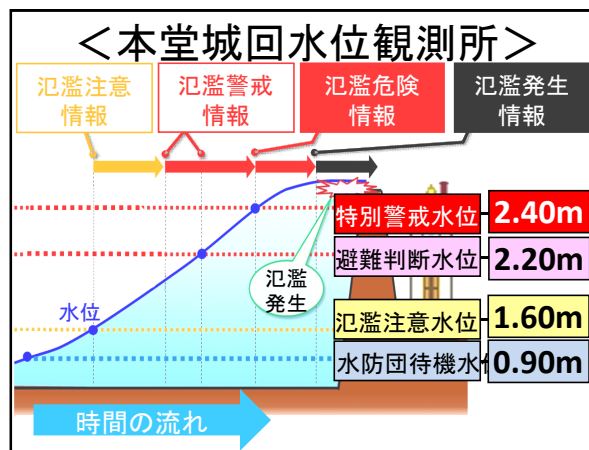 ＜本堂城回水位観測所＞
氾濫注意
情報
氾濫警戒
情報
氾濫危険
情報
氾濫発生
情報
特別警戒水位
2.40m
避難判断水位
2.20m
氾濫
発生
水位
氾濫注意水位
1.60m
水防団待機水
0.90m
時間の流れ